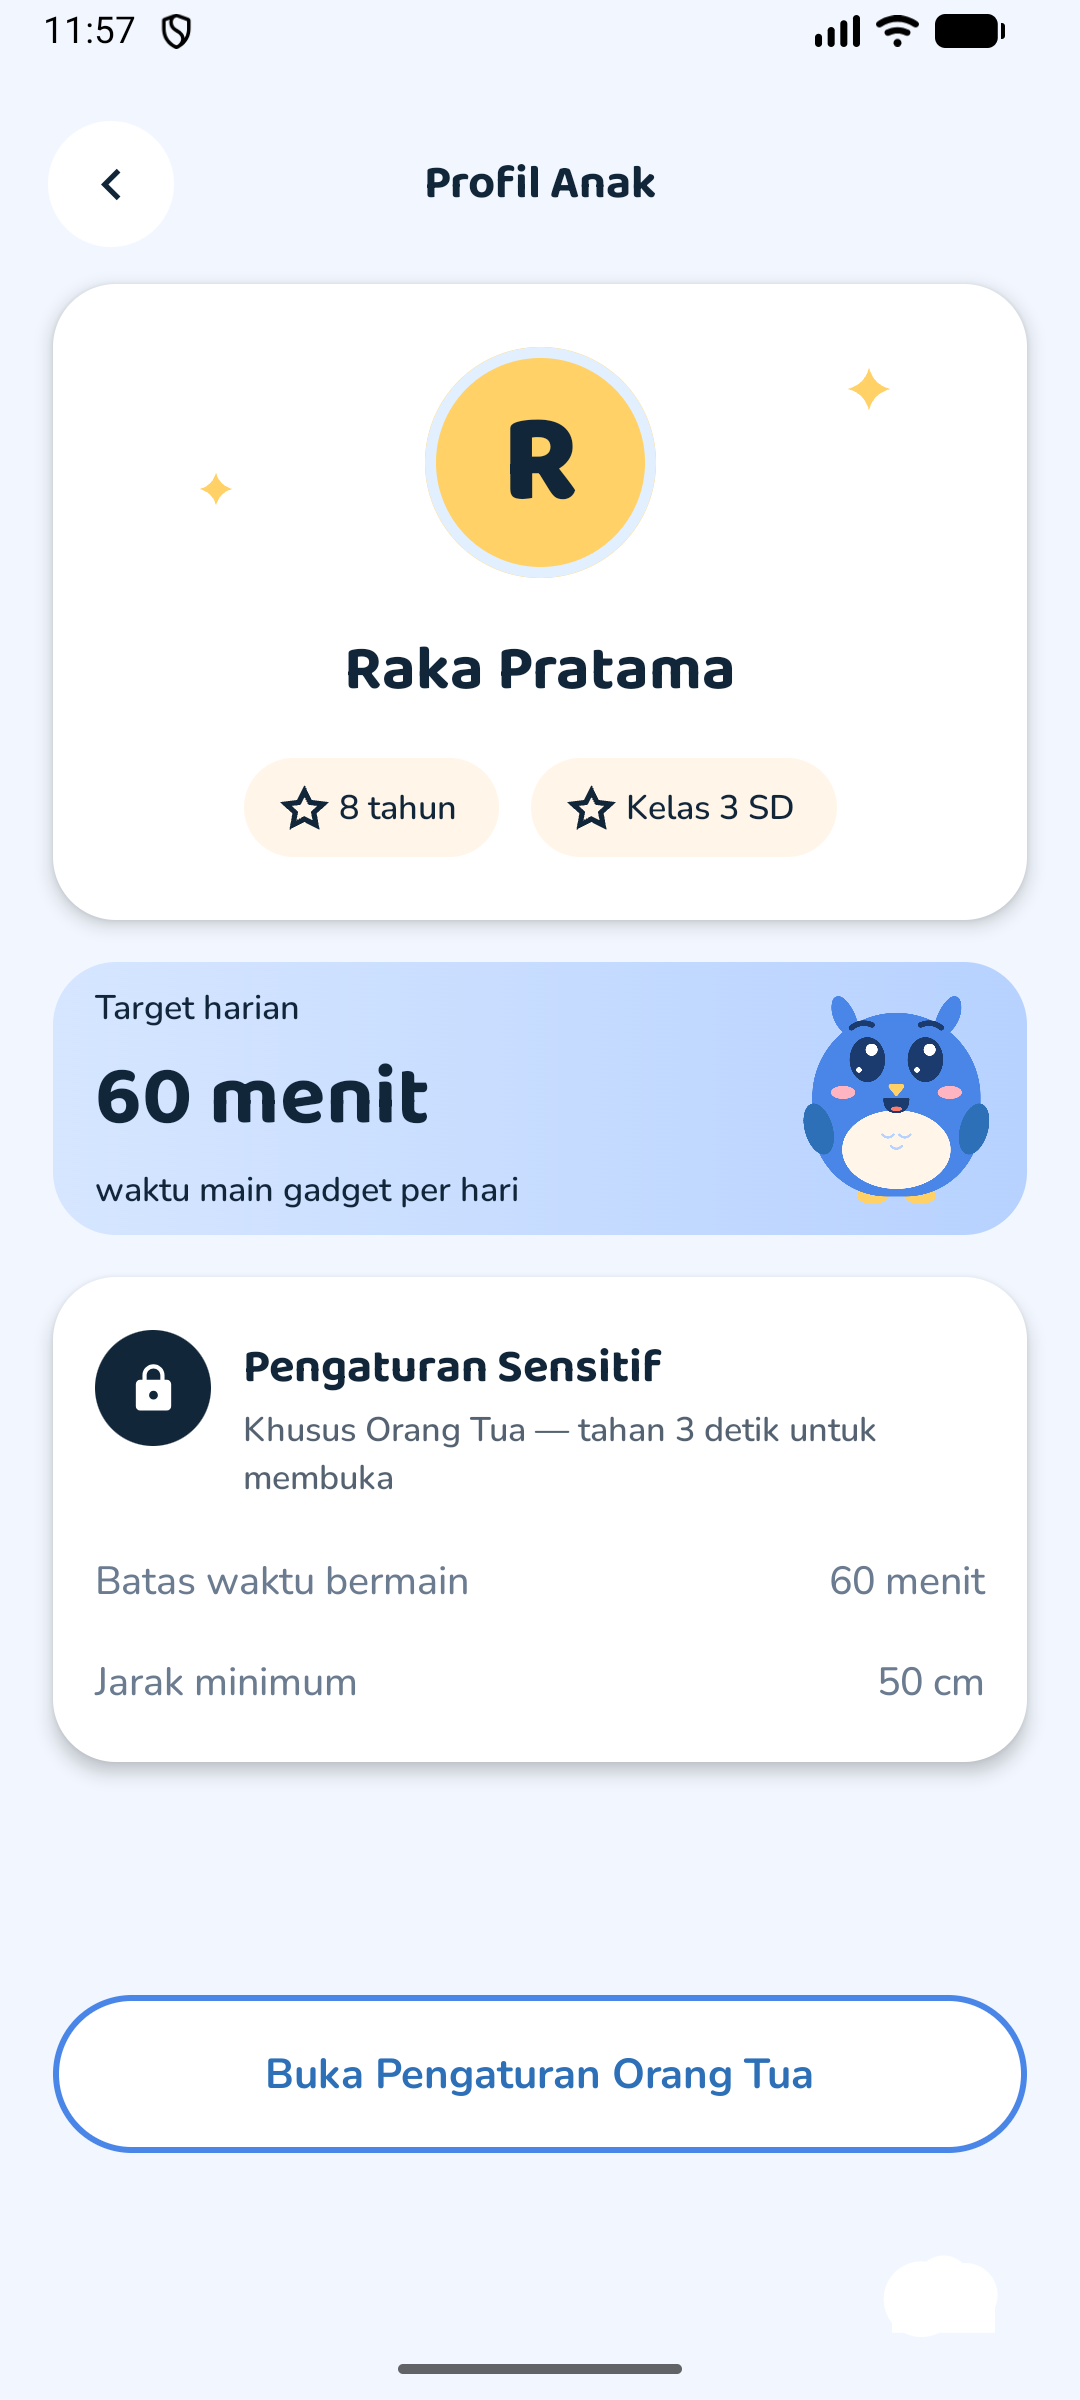 11:57
Profil Anak
R
Raka Pratama
8 tahun
Kelas 3 SD
Target harian
60 menit
waktu main gadget per hari
Pengaturan Sensitif
Khusus Orang Tua — tahan 3 detik untuk
membuka
Batas waktu bermain
60 menit
Jarak minimum
50 cm
Buka Pengaturan Orang Tua